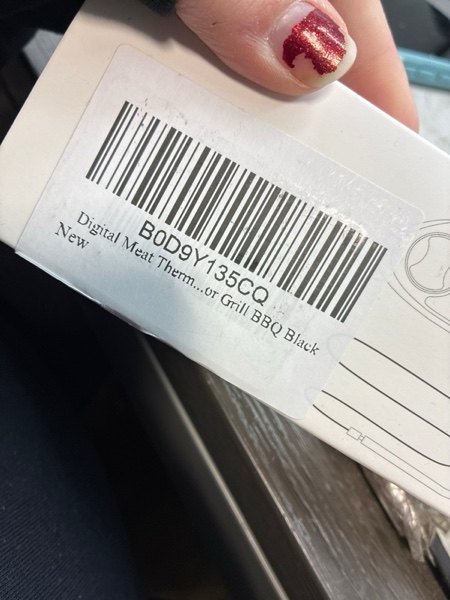 B0D9Y135CQ
Digital Meat Therm...or Grill BBQ Black
New